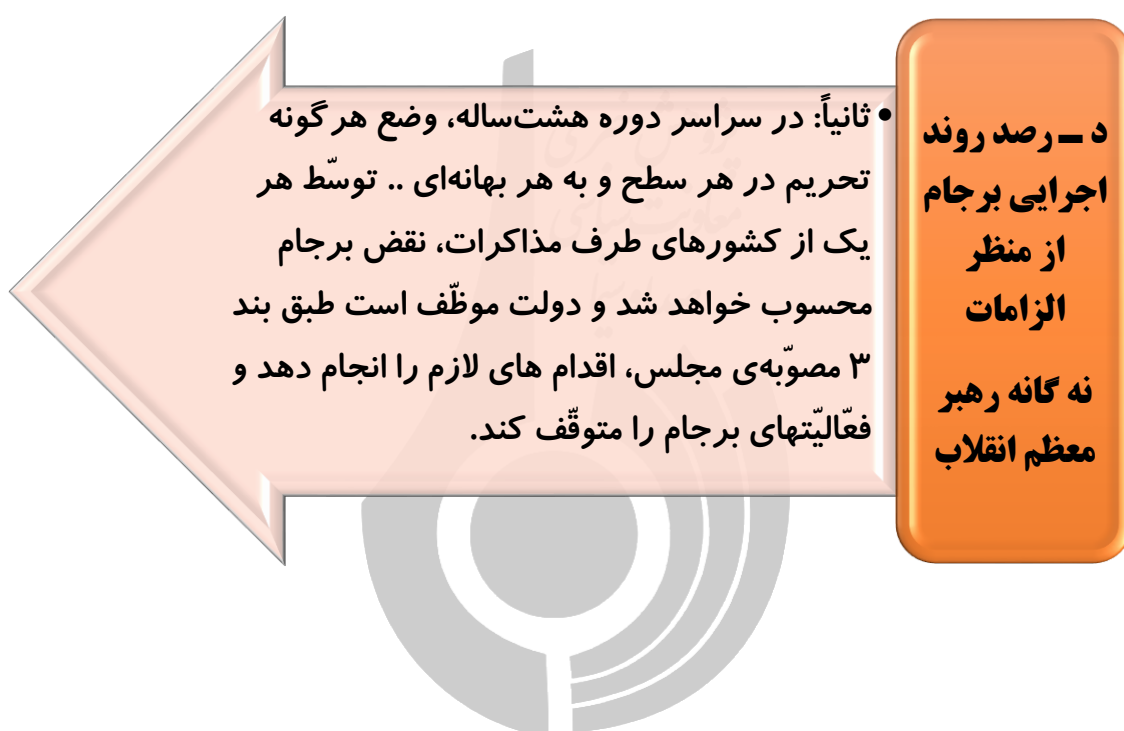 د ــ رصد روند
اجرایی برجام
از منظر
الزامات
نه گانه رهبر
معظم انقلاب
• ثانیاً: در سراسر دوره هشت‌ساله، وضع هر گونه
تحریم در هر سطح و به هر بهانه‌ای .. توسّط هر
یک از کشورهای طرف مذاکرات، نقض برجام
محسوب خواهد شد و دولت موظّف است طبق بند
۳ مصوّبه‌ی مجلس، اقدام های لازم را انجام دهد و
فعّالیّتهای برجام را متوقّف کند.